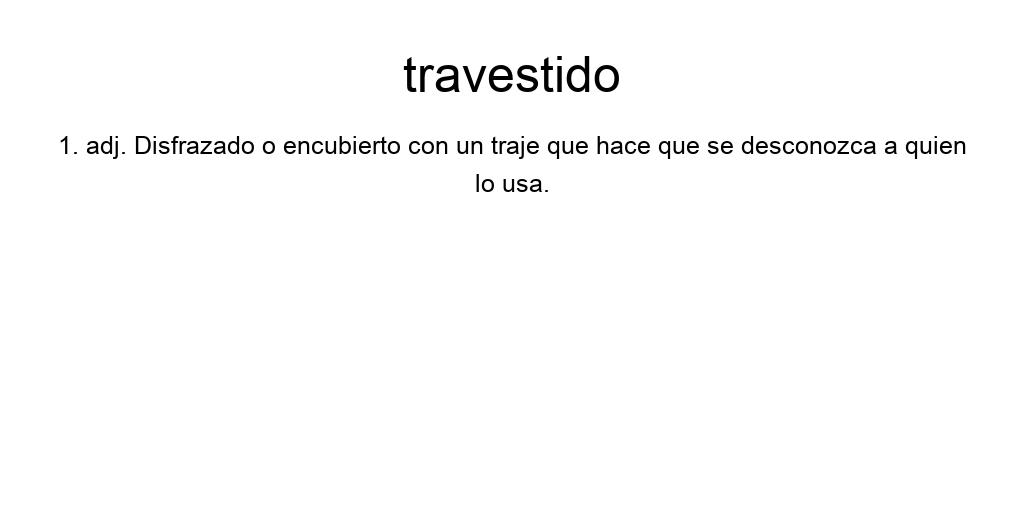 travestido
1. adj. Disfrazado o encubierto con un traje que hace que se desconozca a quien
lo usa.